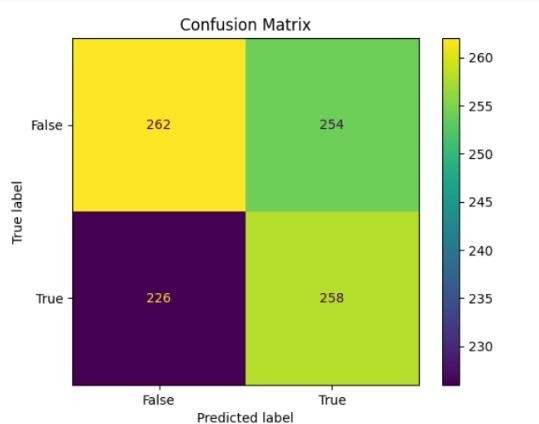 Confusion Matrix
260
False
262
254
255
250
True label
245
240
True
226
258
235
230
False
True
Predicted label